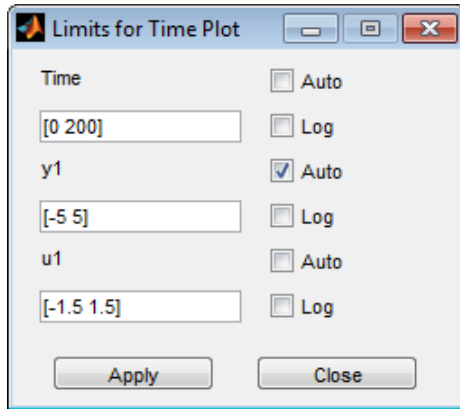 Limits for Time Plot
Time Auto
[0 200] Log
y1 Auto
[-5 5] Log
u1 Auto
[-1.5 1.5] Log
Apply Close